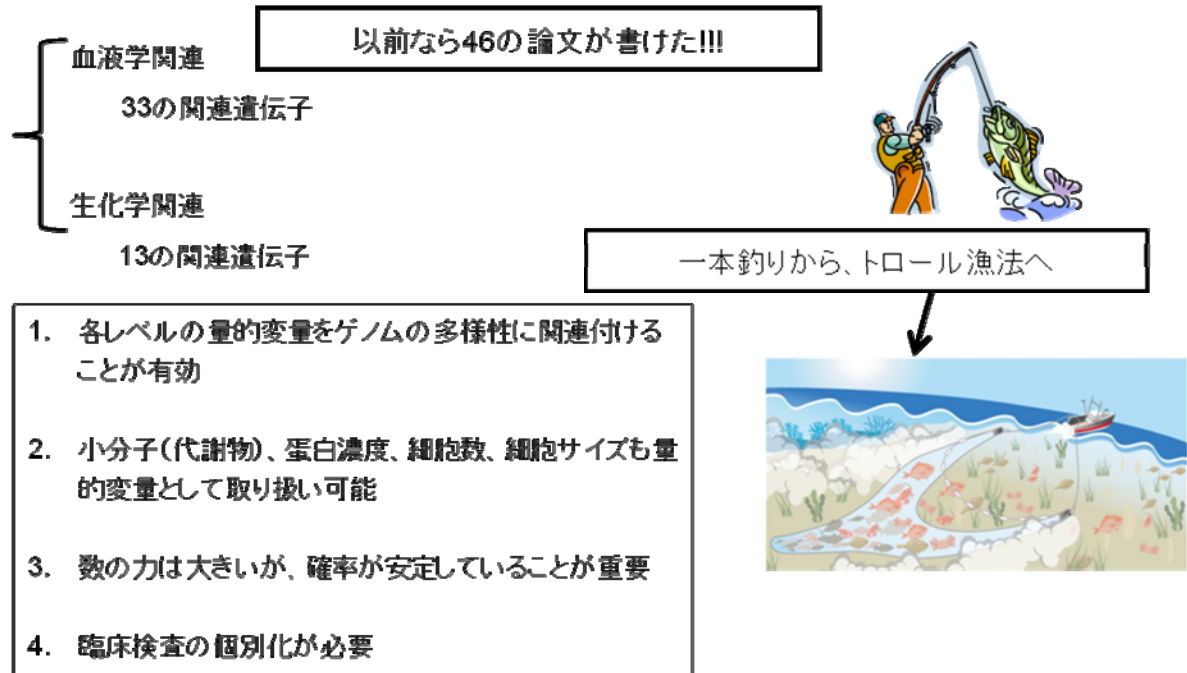 以前なら46の論文が書けた!!!
血液学関連
33の関連遺伝子
生化学関連
13の関連遺伝子
一本釣りから、トロール漁法へ
1. 各レベルの量的変量をゲノムの多様性に関連付ける
ことが有効
2. 小分子(代謝物)、蛋白濃度、細胞数、細胞サイズも量
的変量として取り扱い可能
3. 数の力は大きいが、確率が安定していることが重要
4. 臨床検査の個別化が必要